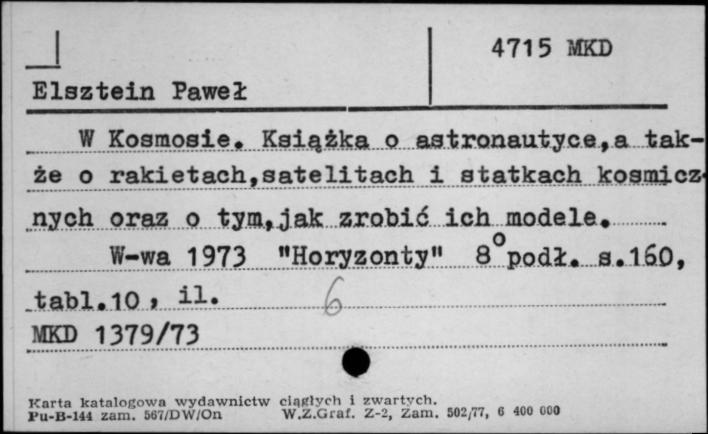 4715 MKD
Elsztein Paweł
W Kosmosie. Książka o astronautyce,a tak-
że o rakietach,satelitach i statkach kosmicz-
nych oraz o tym,jak zrobić ich modele.
W-wa 1973 "Horyzonty" 8° podł. s.160,
tabl.10, il.
6
MKD 1379/73
Karta katalogowa wydawnictw ciągłych i zwartych.
Pu-B-144 zam. 567/DW/On W.Z.Graf. Z-2, Zam. 502/77, 6 400 000